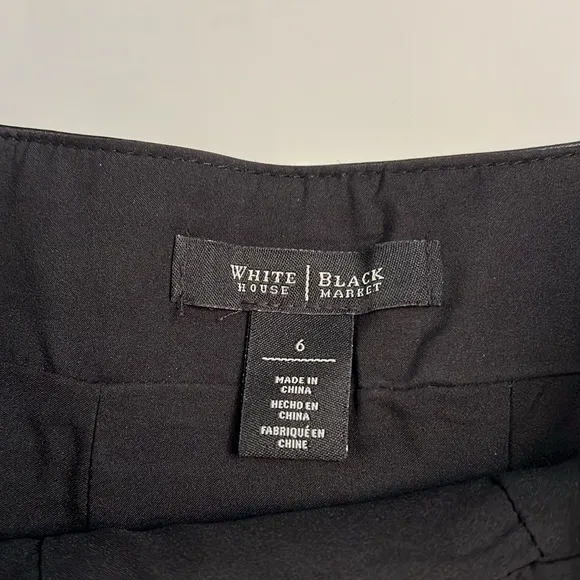 WHITE | BLACK
HOUSE | MARKET
6
MADE IN
CHINA
HECHO EN
CHINA
FABRIQUÉ EN
CHINE